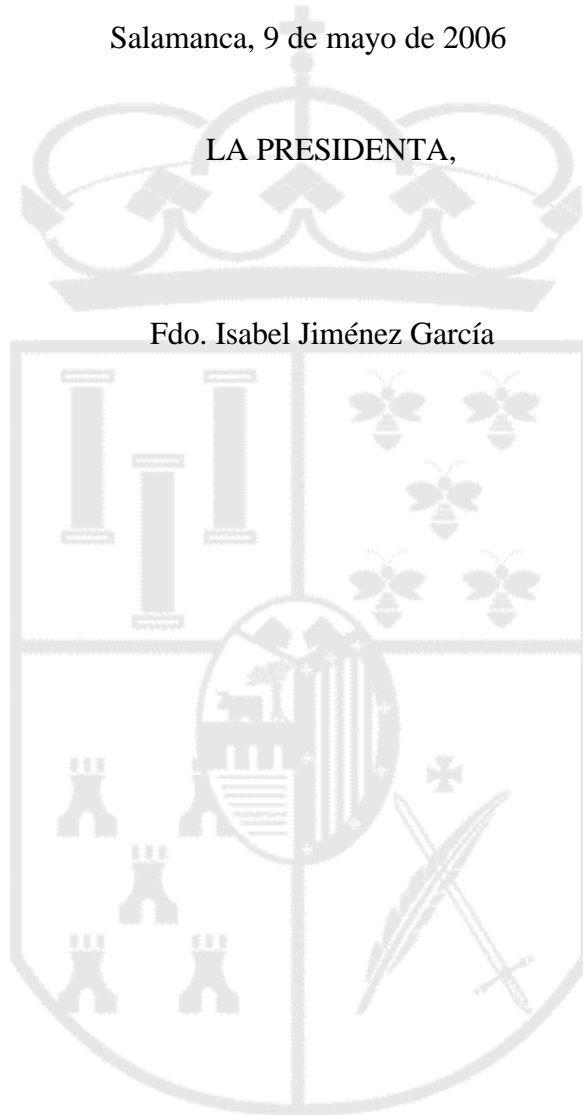 Salamanca, 9 de mayo de 2006
LA PRESIDENTA,
Fdo. Isabel Jiménez García